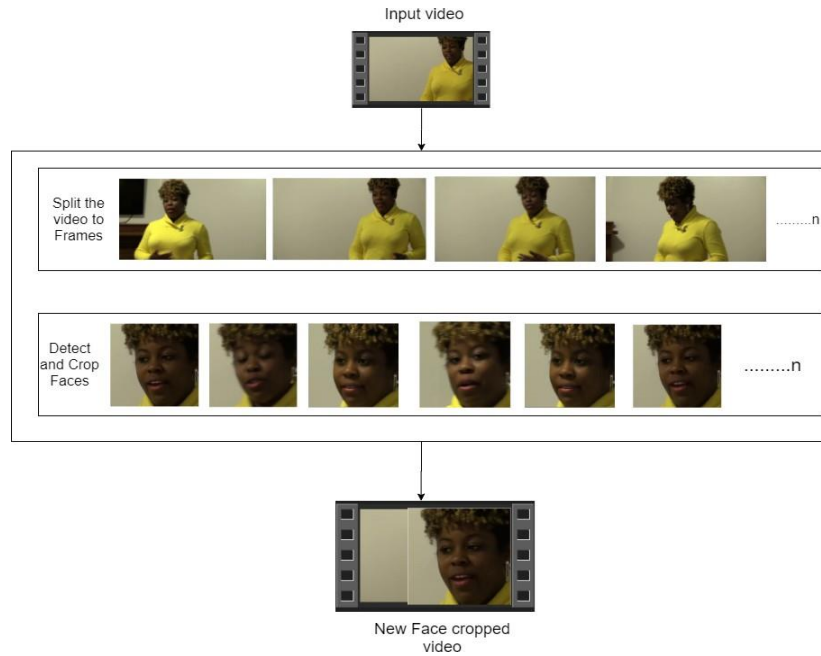 Input video
Split the
video to
Frames
.........n
Detect
and Crop
Faces
.........n
New Face cropped
video